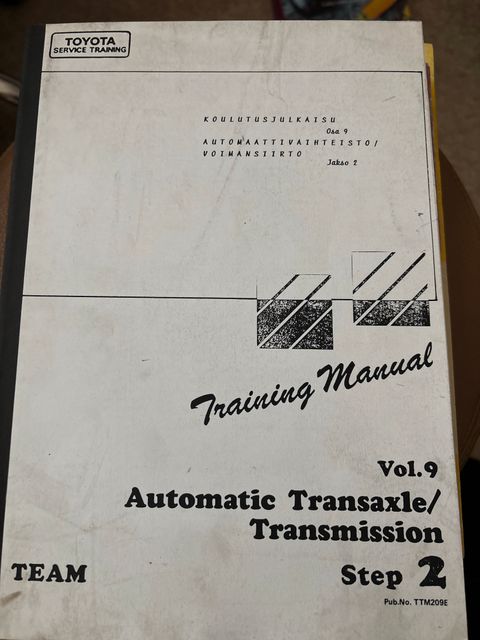 TOYOTA
SERVICE TRAINING
KOULUTUSJULKAISU
Osa 9
AUTOMAATTIVAIHTEISTO/
VOIMANSIIRTO
Jakso 2
Training Manual
Vol.9
Automatic Transaxle/
Transmission
TEAM Step 2
Pub.No. TTM209E